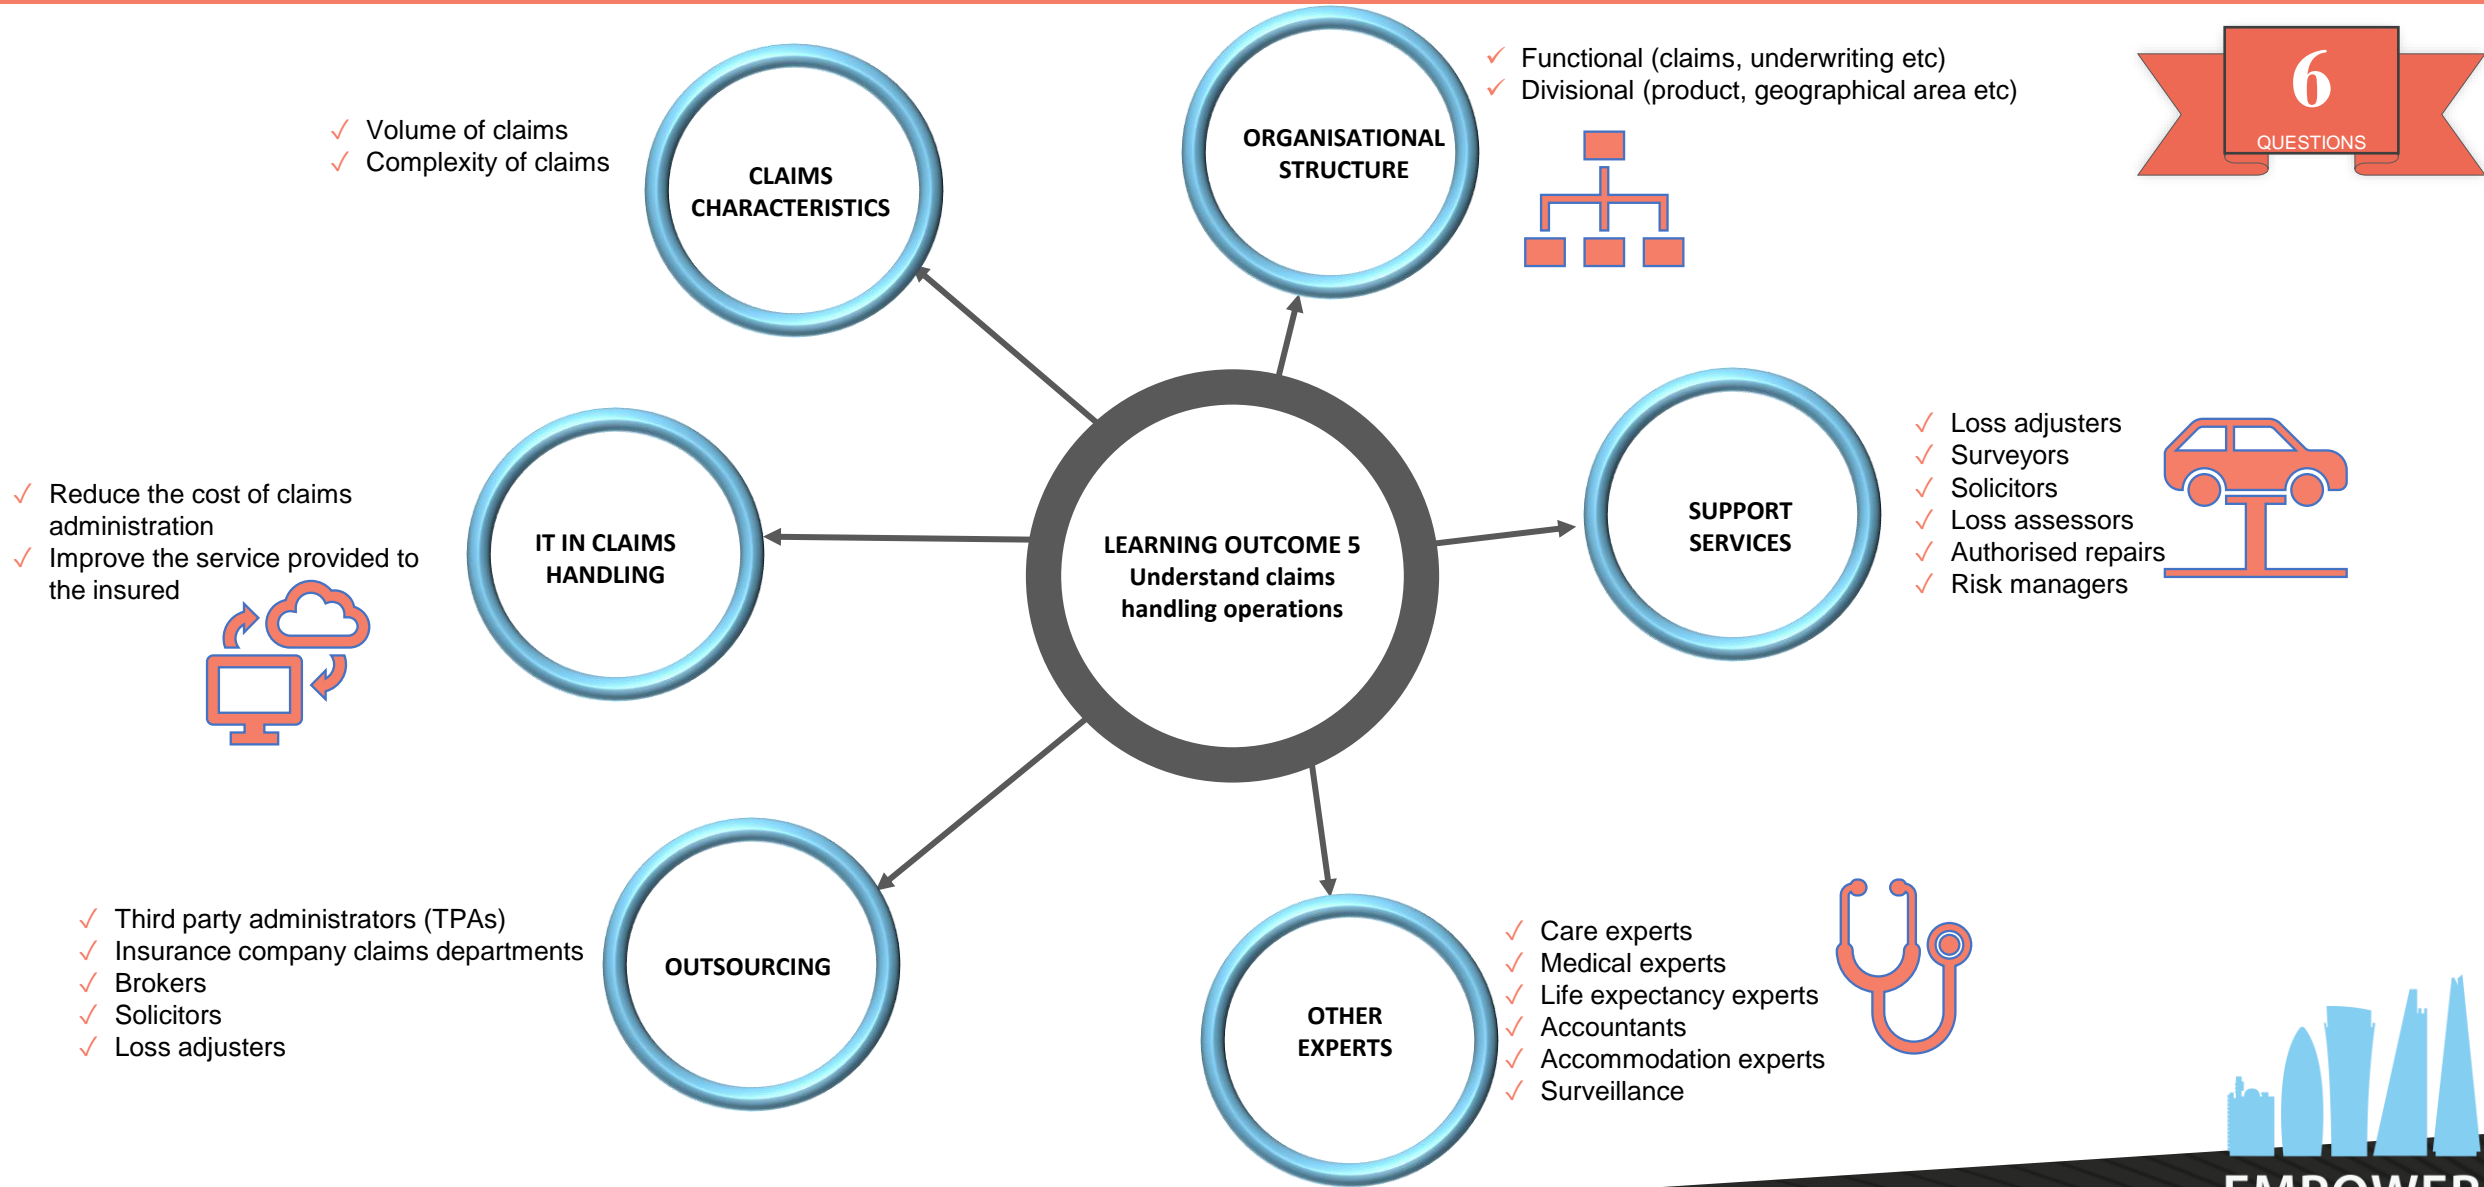 Functional (claims, underwriting etc)
Divisional (product, geographical area etc)
6
QUESTIONS
Volume of claims
Complexity of claims
CLAIMS
CHARACTERISTICS
ORGANISATIONAL
STRUCTURE
Reduce the cost of claims
administration
Improve the service provided to
the insured
IT IN CLAIMS
HANDLING
LEARNING OUTCOME 5
Understand claims
handling operations
SUPPORT
SERVICES
Loss adjusters
Surveyors
Solicitors
Loss assessors
Authorised repairs
Risk managers
Third party administrators (TPAs)
Insurance company claims departments
Brokers
Solicitors
Loss adjusters
OUTSOURCING
OTHER
EXPERTS
Care experts
Medical experts
Life expectancy experts
Accountants
Accommodation experts
Surveillance
EMPOWER